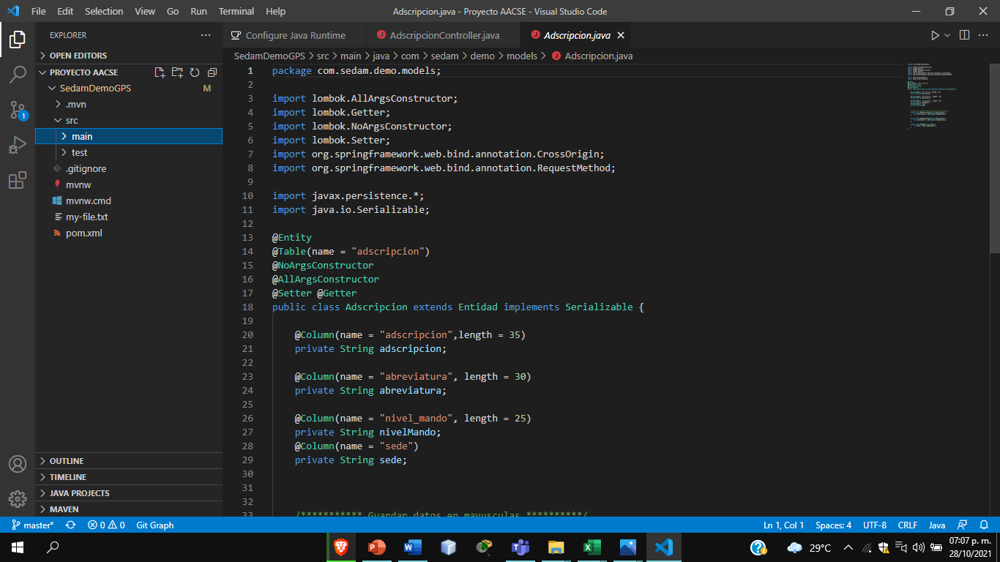 File Edit Selection View Go Run Terminal Help Adscripcion.java - Proyecto AACSE - Visual Studio Code
EXPLORER
OPEN EDITORS
PROYECTO AACSE
SedamDemoGPS M
.mvn
src
main
test
.gitignore
mvnw
mvnw.cmd
my-file.txt
pom.xml
OUTLINE
TIMELINE
JAVA PROJECTS
MAVEN
1
Configure Java Runtime AdscripcionController.java Adscripcion.java
SedamDemoGPS > src > main > java > com > sedam > demo > models > Adscripcion.java
1 package com.sedam.demo.models;
2
3 import lombok.AllArgsConstructor;
4 import lombok.Getter;
5 import lombok.NoArgsConstructor;
6 import lombok.Setter;
7 import org.springframework.web.bind.annotation.CrossOrigin;
8 import org.springframework.web.bind.annotation.RequestMethod;
9
10 import javax.persistence.*;
11 import java.io.Serializable;
12
13 @Entity
14 @Table(name = "adscripcion")
15 @NoArgsConstructor
16 @AllArgsConstructor
17 @Setter @Getter
18 public class Adscripcion extends Entidad implements Serializable {
19
20 @Column(name = "adscripcion",length = 35)
21 private String adscripcion;
22
23 @Column(name = "abreviatura", length = 30)
24 private String abreviatura;
25
26 @Column(name = "nivel_mando", length = 25)
27 private String nivelMando;
28 @Column(name = "sede")
29 private String sede;
30
31
32
33 /*********** Guardar datos en mayusculas **********/
master* 0 0 Git Graph Ln 1, Col 1 Spaces: 4 UTF-8 CRLF Java
29°C 07:07 p. m.
28/10/2021